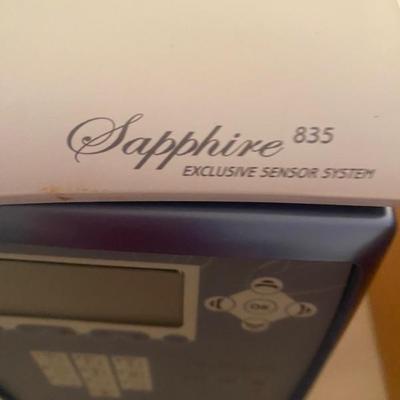 Sapphire 835
EXCLUSIVE SENSOR SYSTEM
OK